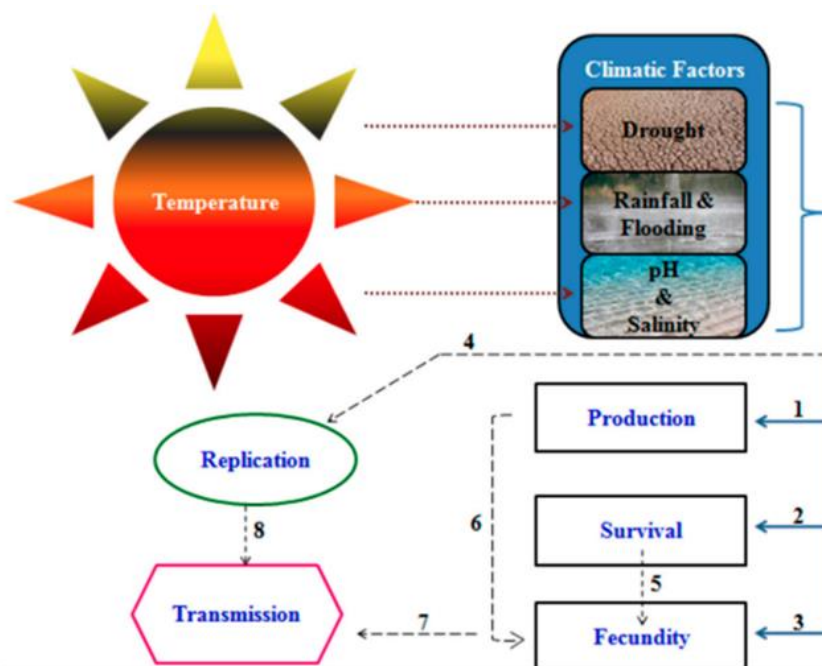 Climatic Factors
Drought
Temperature
Rainfall &
Flooding
pH
&
Salinity
4
Production
1
Replication
6
Survival
2
8
5
Transmission
7
Fecundity
3